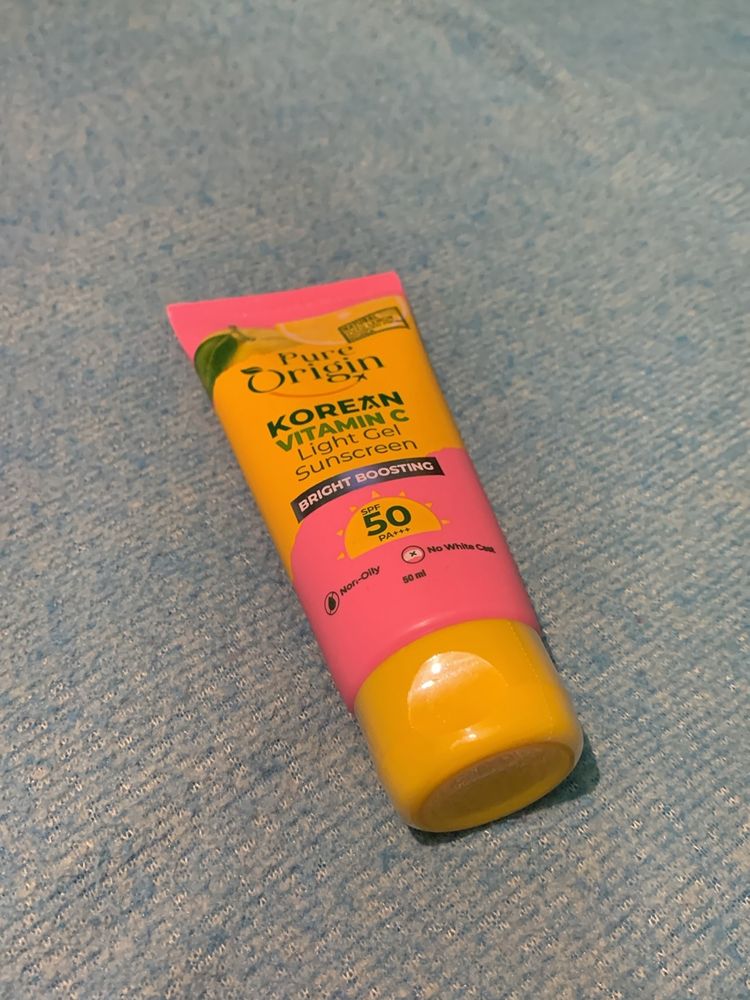 Pure
Origin
KOREAN
VITAMIN C
Light Gel
Sunscreen
BRIGHT BOOSTING
SPF
50
PA+++
Non-Oily
No White Cast
50 ml